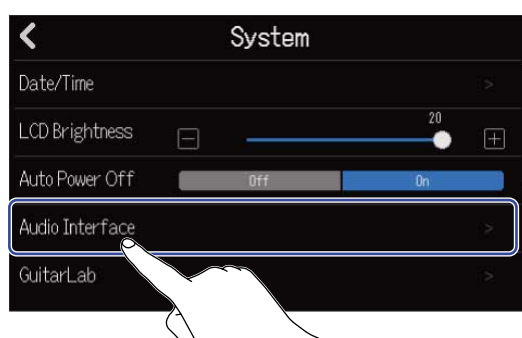 System
Date/Time
LCD Brightness
20
Auto Power Off Off On
Audio Interface
GuitarLab